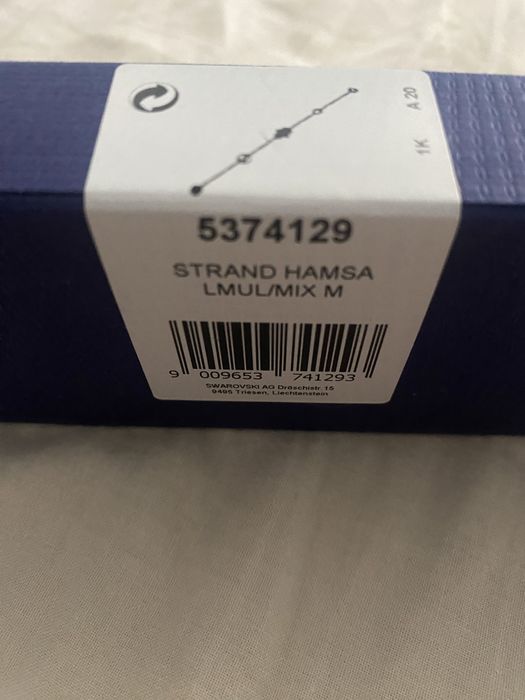 A 20
1K
5374129
STRAND HAMSA
LMUL/MIX M
9 009653 741293
SWAROVSKI AG Dröschistr. 15
9495 Triesen, Liechtenstein